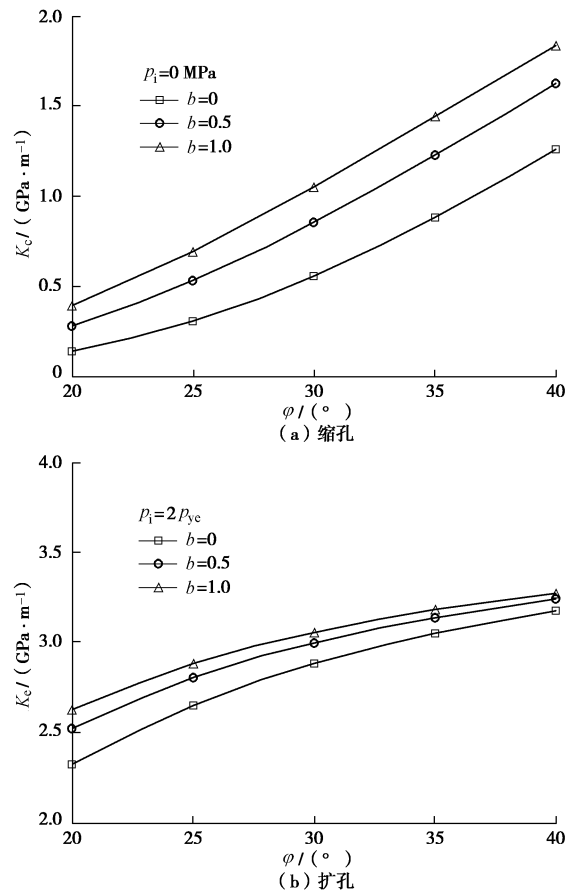 2.0
p_i=0 MPa
b=0
b=0.5
b=1.0
1.5
1.0
0.5
0
K_c/( GPa · m⁻¹)
20 25 30 35 40
φ/( ° )
( a ) 缩孔
4.0
p_i=2p_ye
b=0
b=0.5
b=1.0
3.5
3.0
2.5
2.0
K_c/( GPa · m⁻¹)
20 25 30 35 40
φ/( ° )
( b ) 扩孔